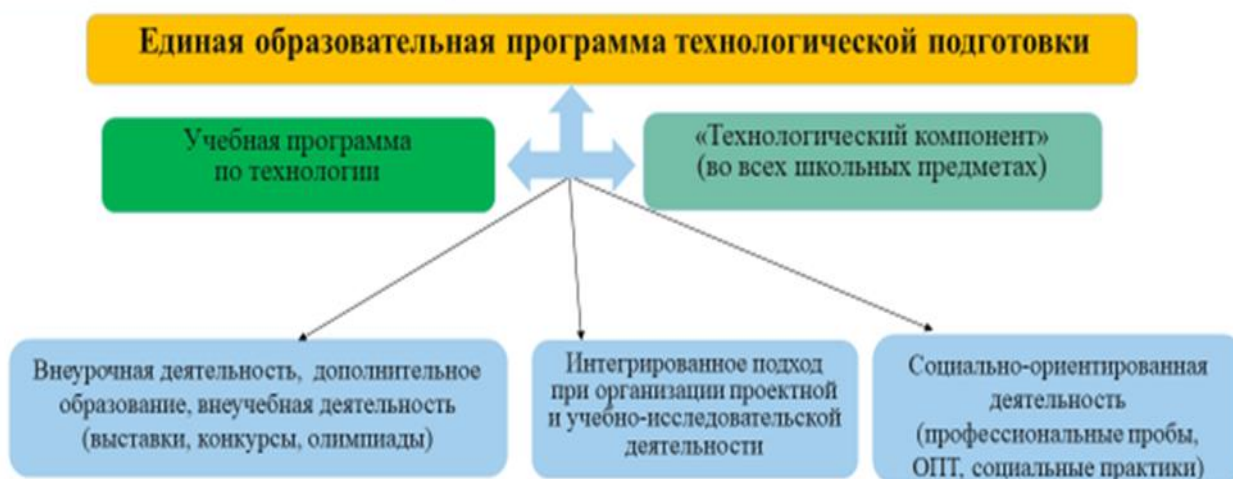 Единая образовательная программа технологической подготовки
Учебная программа
по технологии
«Технологический компонент»
(во всех школьных предметах)
Внеурочная деятельность, дополнительное
образование, внеучебная деятельность
(выставки, конкурсы, олимпиады)
Интегрированное подход
при организации проектной
и учебно-исследовательской
деятельности
Социально-ориентированная
деятельность
(профессиональные пробы,
ОПТ, социальные практики)